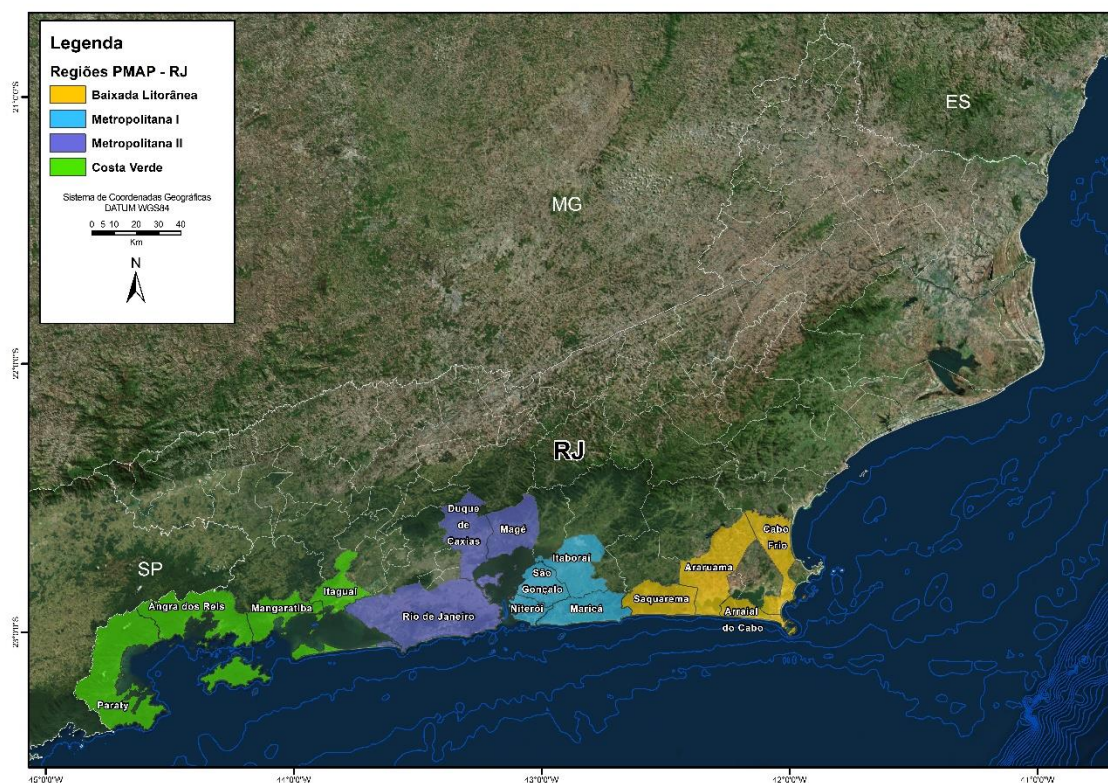 Legenda
Regiões PMAP - RJ
Baixada Litorânea
Metropolitana I
Metropolitana II
Costa Verde
Sistema de Coordenadas Geográficas
DATUM WGS84
0 5 10 20 30 40
Km
N
ES
MG
RJ
SP
Duque
de
Caxias
Magé
Cabo
Frio
Itaboraí
São
Gonçalo
Araruama
Itaguaí
Saquarema
Angra dos Reis
Mangaratiba
Rio de Janeiro
Niterói
Maricá
Arraial
do Cabo
Paraty
21°0'0"S
22°0'0"S
23°0'0"S
45°0'0"W
44°0'0"W
43°0'0"W
42°0'0"W
41°0'0"W